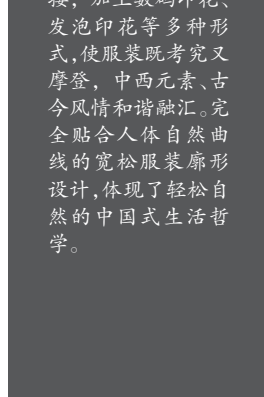 接，加上数码印花、
发泡印花等多种形
式，使服装既考究又
摩登，中西元素、古
今风情和谐融汇。完
全贴合人体自然曲
线的宽松服装廓形
设计，体现了轻松自
然的中国式生活哲
学。